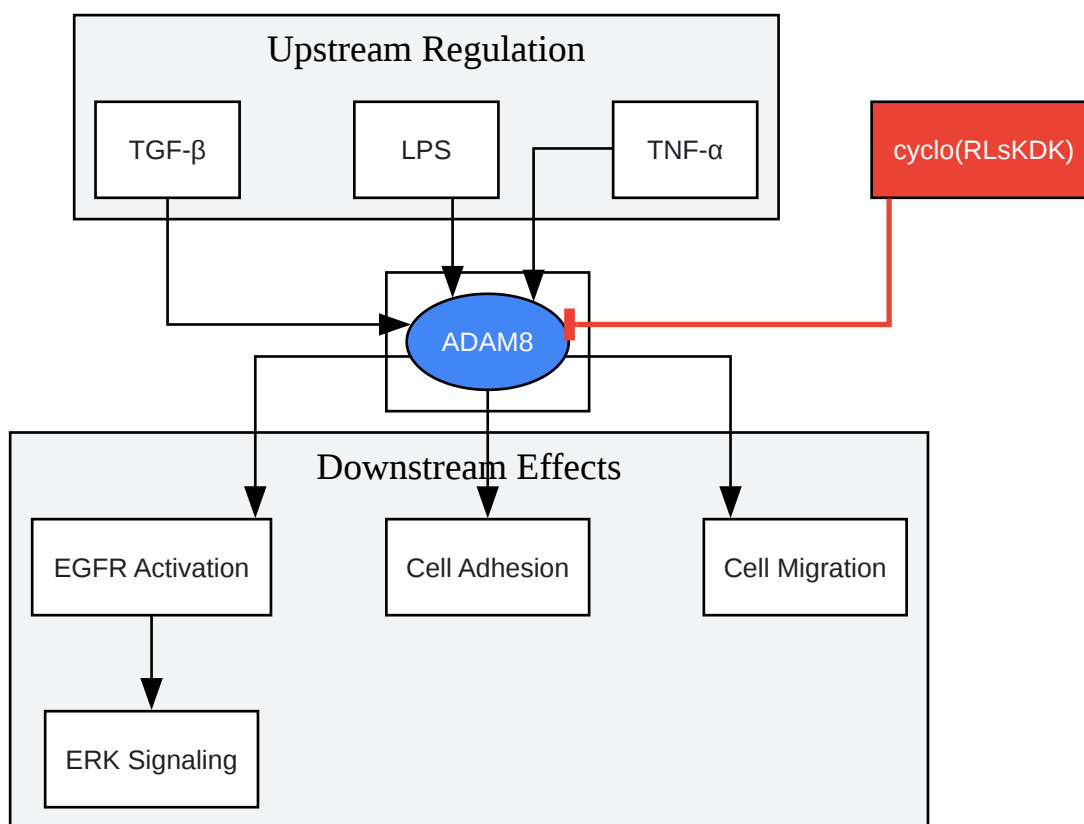 Upstream Regulation
TGF-β
LPS
TNF-α
cyclo(RLsKDK)
ADAM8
Downstream Effects
EGFR Activation
Cell Adhesion
Cell Migration
ERK Signaling